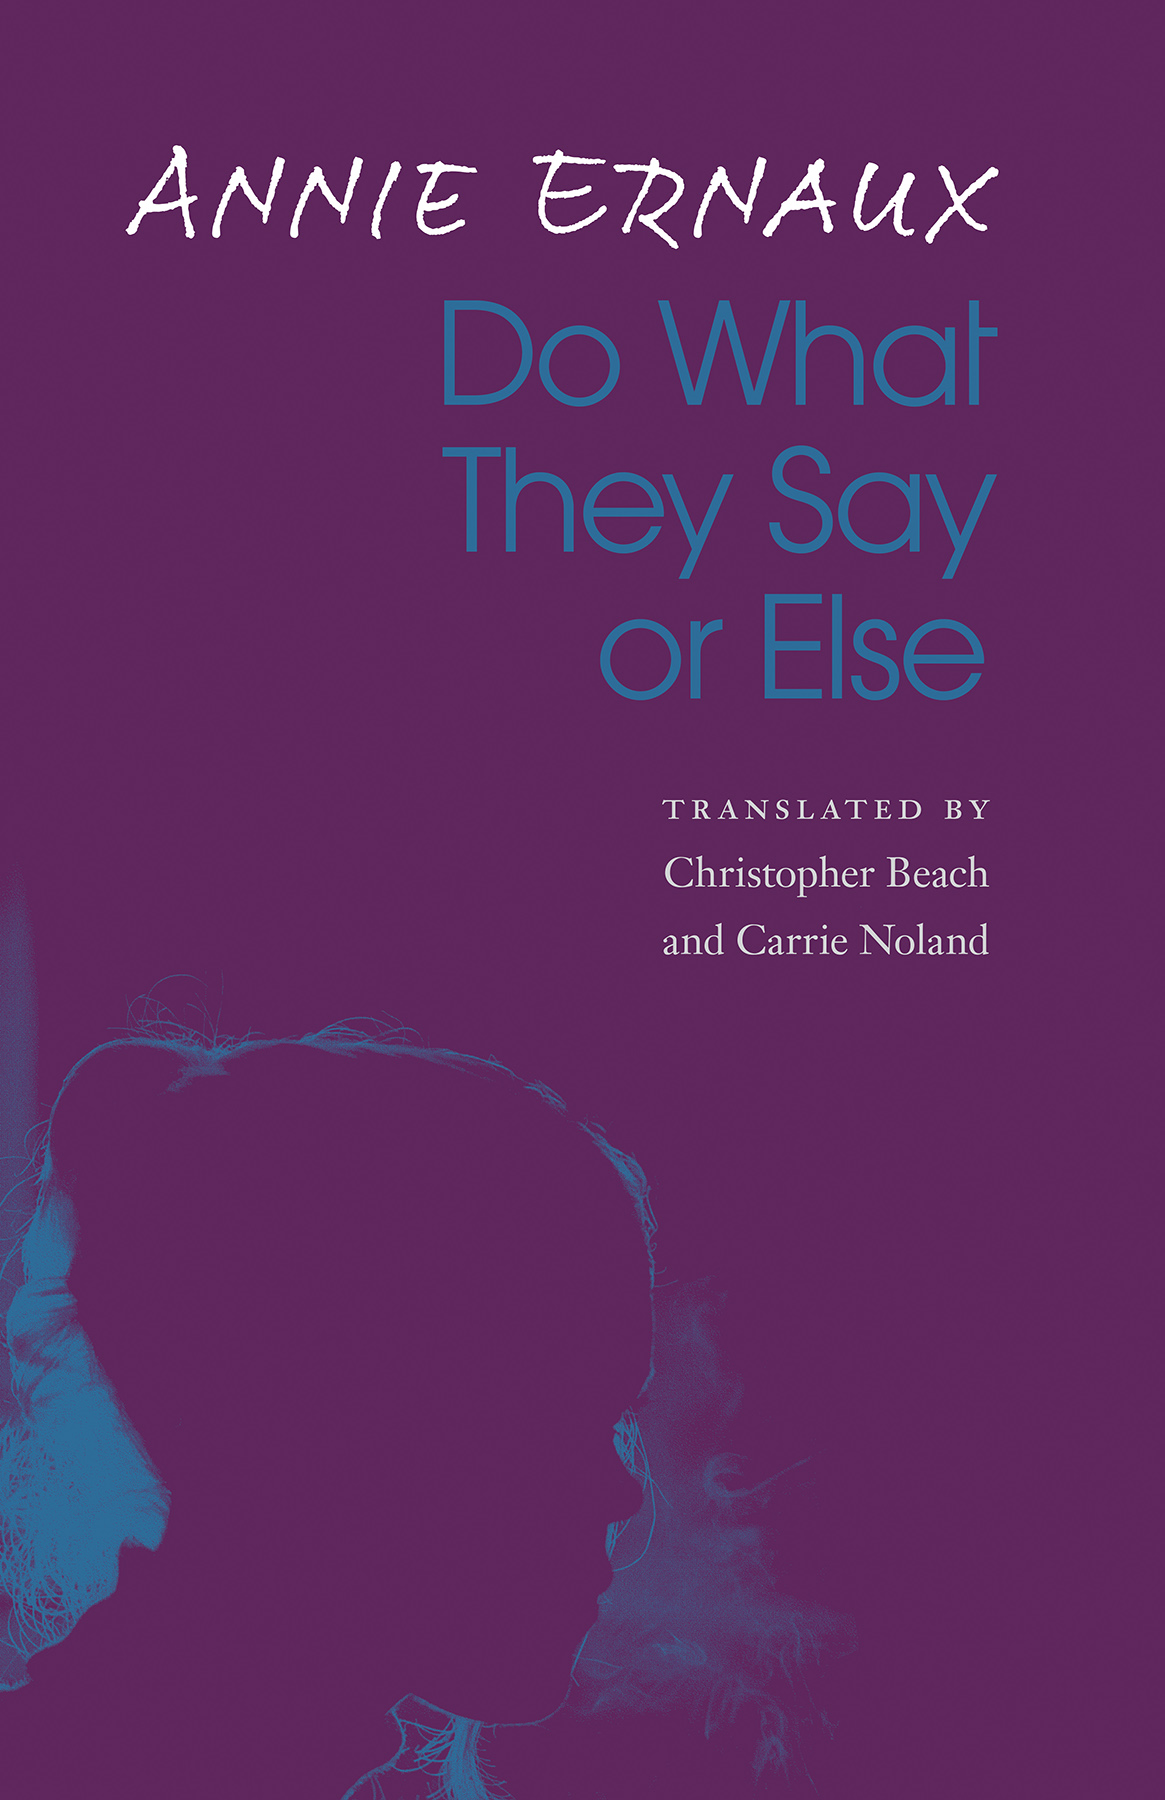 ANNIE ERNAUX
Do What
They Say
or Else
TRANSLATED BY
Christopher Beach
and Carrie Noland